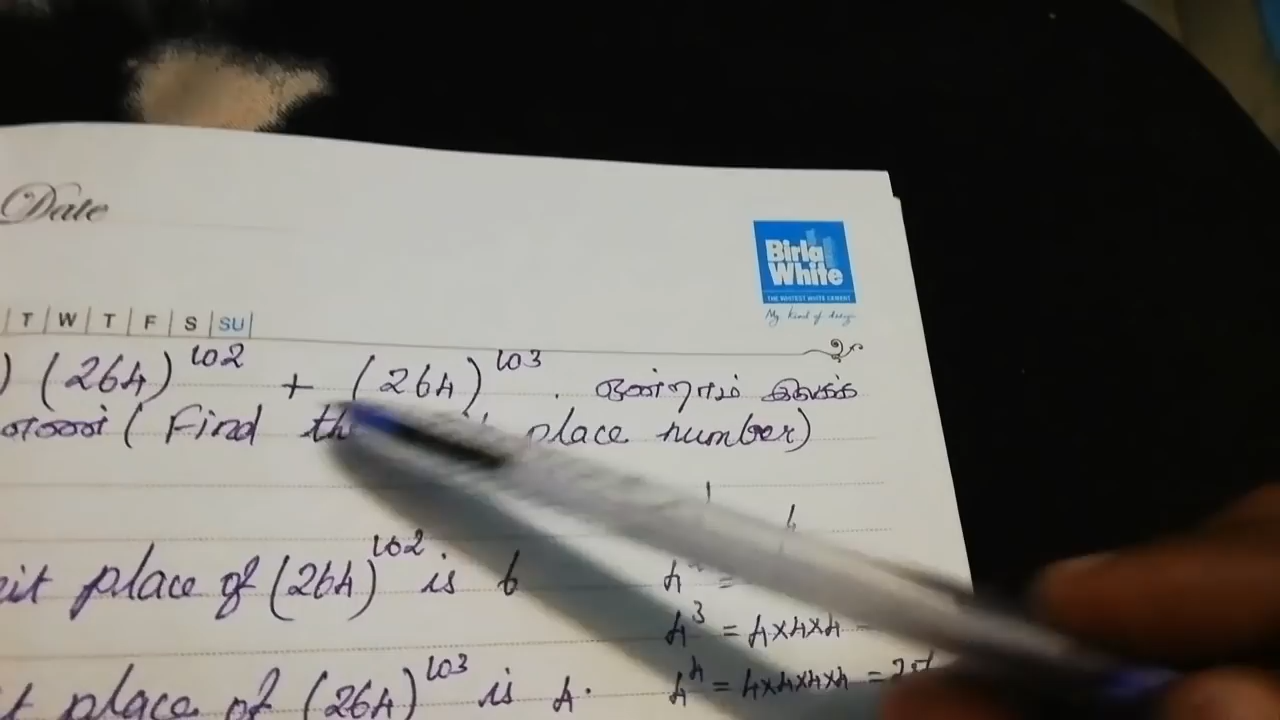 Date
Birla
White
THE WHITEST WHITE CEMENT
My kind of design
T W T F S SU
) (264)^102 + (264)^103 . ஒன்றாம் இலக்க
எண் ( Find place number)
place of (264)^102 is 6
4^3 = 4×4×4
place of (264)^103 is 4.
4^4 = 4×4×4×4 =